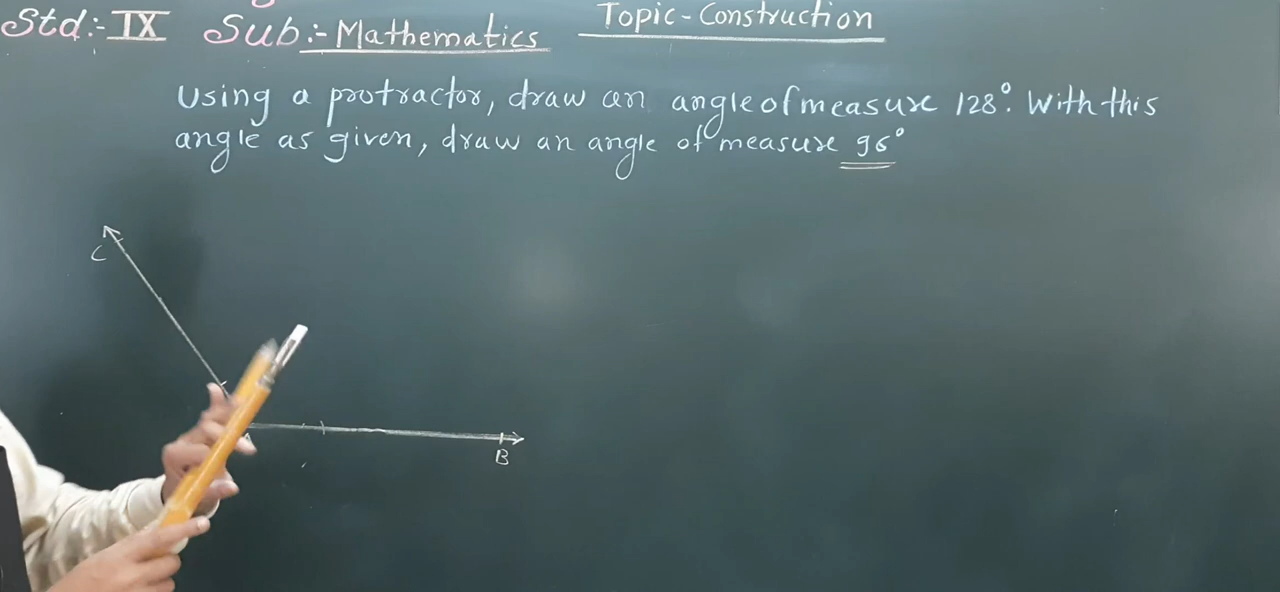 Std:- IX Sub:- Mathematics Topic - Construction
Using a protractor, draw an angle of measure 128°. With this
angle as given, draw an angle of measure 96°
C
B